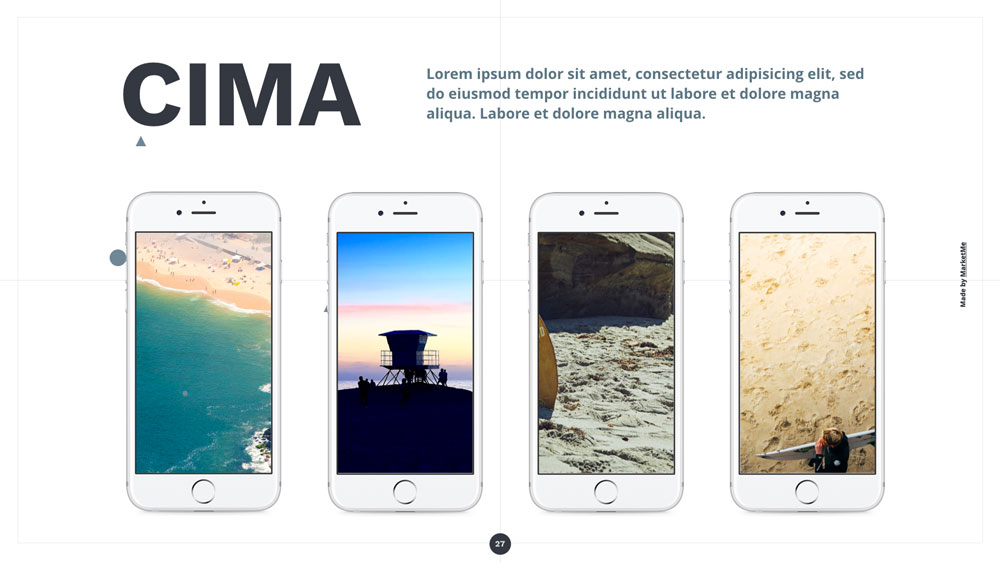 CIMA
Lorem ipsum dolor sit amet, consectetur adipisicing elit, sed
do eiusmod tempor incididunt ut labore et dolore magna
aliqua. Labore et dolore magna aliqua.
Made by MarketMe
27